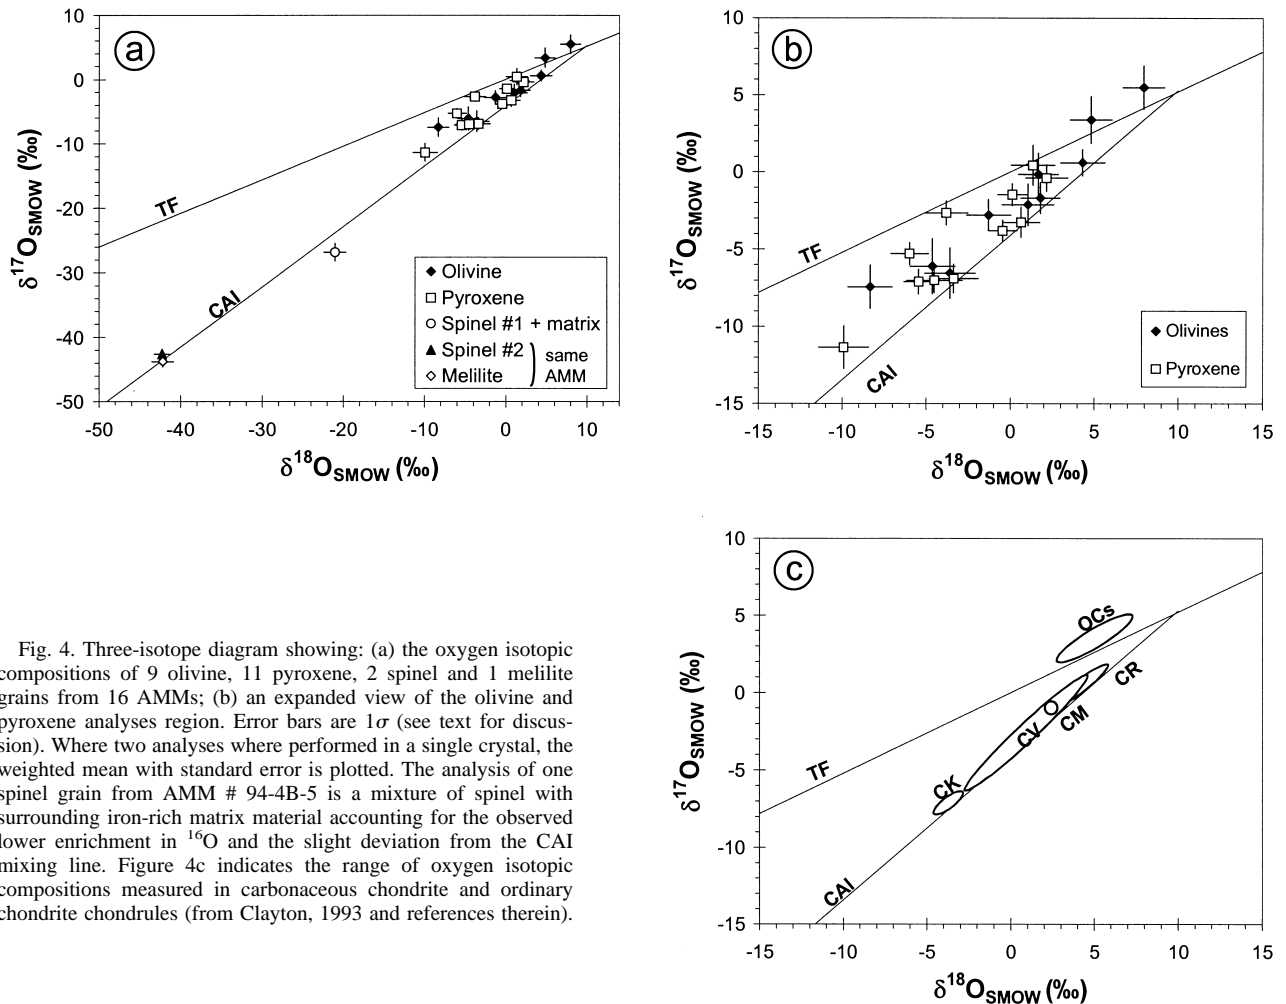 a
10
0
-10
-20
-30
-40
-50
-50 -40 -30 -20 -10 0
δ17OSMOW (‰)
δ18OSMOW (‰)
TF
CAI
Olivine
Pyroxene
Spinel #1 + matrix
Spinel #2
Melilite
same
AMM
b
10
5
0
-5
-10
-15
-15 -10 -5 0 5 10 15
δ17OSMOW (‰)
δ18OSMOW (‰)
TF
CAI
Olivines
Pyroxene
Fig. 4. Three-isotope diagram showing: (a) the oxygen isotopic
compositions of 9 olivine, 11 pyroxene, 2 spinel and 1 melilite
grains from 16 AMMs; (b) an expanded view of the olivine and
pyroxene analyses region. Error bars are 1σ (see text for discus-
sion). Where two analyses where performed in a single crystal, the
weighted mean with standard error is plotted. The analysis of one
spinel grain from AMM # 94-4B-5 is a mixture of spinel with
surrounding iron-rich matrix material accounting for the observed
lower enrichment in 16O and the slight deviation from the CAI
mixing line. Figure 4c indicates the range of oxygen isotopic
compositions measured in carbonaceous chondrite and ordinary
chondrite chondrules (from Clayton, 1993 and references therein).
c
10
5
0
-5
-10
-15
-15 -10 -5 0 5 10 15
δ17OSMOW (‰)
δ18OSMOW (‰)
OCs
CR
CM
CV
CK
TF
CAI